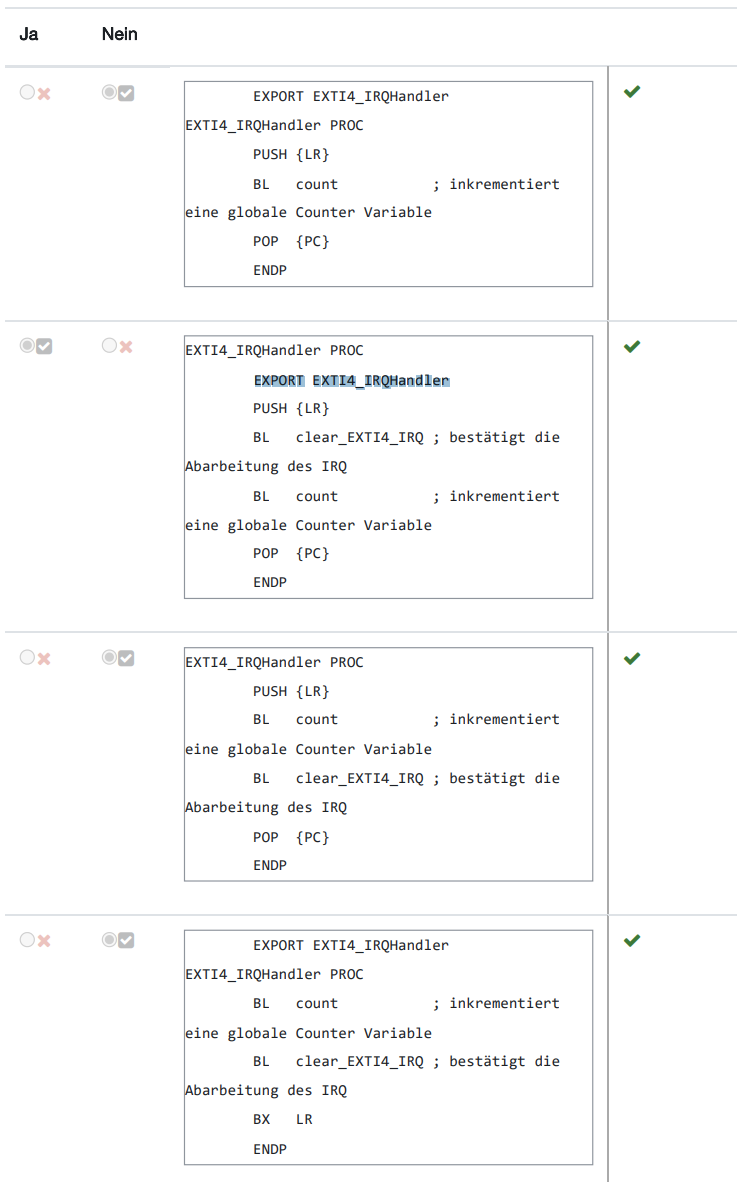 Ja Nein
EXPORT EXTI4_IRQHandler
EXTI4_IRQHandler PROC
PUSH {LR}
BL count ; inkrementiert
eine globale Counter Variable
POP {PC}
ENDP
EXTI4_IRQHandler PROC
EXPORT EXTI4_IRQHandler
PUSH {LR}
BL clear_EXTI4_IRQ ; bestätigt die
Abarbeitung des IRQ
BL count ; inkrementiert
eine globale Counter Variable
POP {PC}
ENDP
EXTI4_IRQHandler PROC
PUSH {LR}
BL count ; inkrementiert
eine globale Counter Variable
BL clear_EXTI4_IRQ ; bestätigt die
Abarbeitung des IRQ
POP {PC}
ENDP
EXPORT EXTI4_IRQHandler
EXTI4_IRQHandler PROC
BL count ; inkrementiert
eine globale Counter Variable
BL clear_EXTI4_IRQ ; bestätigt die
Abarbeitung des IRQ
BX LR
ENDP